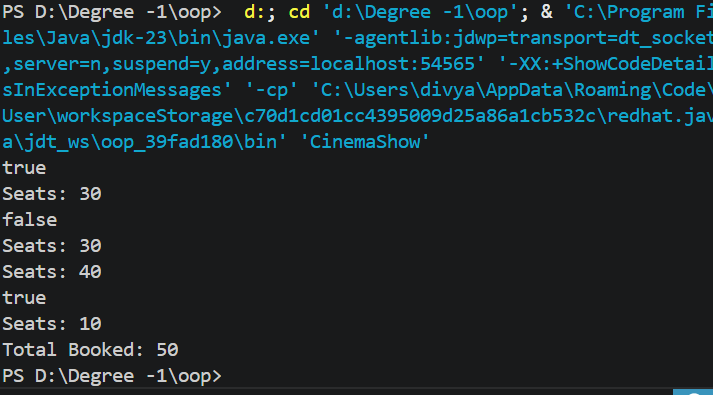 PS D:\Degree -1\oop>  d:; cd 'd:\Degree -1\oop'; & 'C:\Program Fi
les\Java\jdk-23\bin\java.exe' '-agentlib:jdwp=transport=dt_socket
,server=n,suspend=y,address=localhost:54565' '-XX:+ShowCodeDetail
sInExceptionMessages' '-cp' 'C:\Users\divya\AppData\Roaming\Code\
User\workspaceStorage\c70d1cd01cc4395009d25a86a1cb532c\redhat.jav
a\jdt_ws\oop_39fad180\bin' 'CinemaShow'
true
Seats: 30
false
Seats: 30
Seats: 40
true
Seats: 10
Total Booked: 50
PS D:\Degree -1\oop>